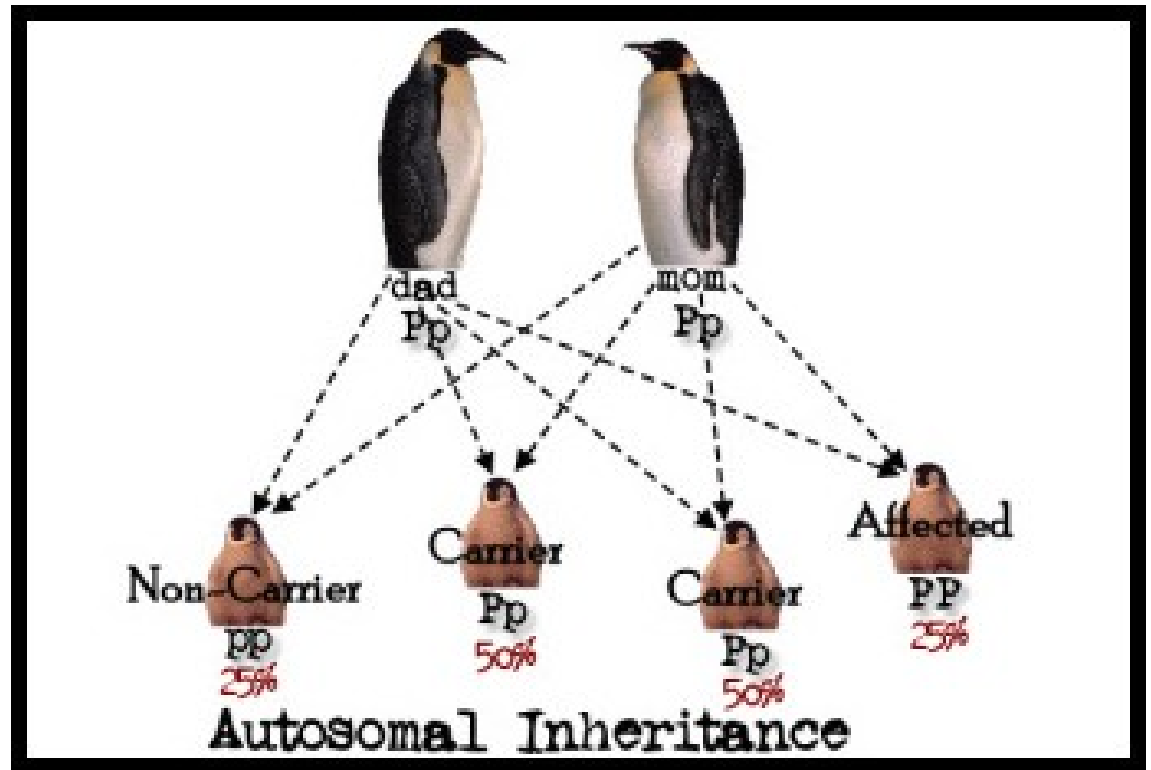 dad
Pp
mom
Pp
Non-Carrier
pp
25%
Carrier
Pp
50%
Carrier
Pp
50%
Affected
PP
25%
Autosomal Inheritance